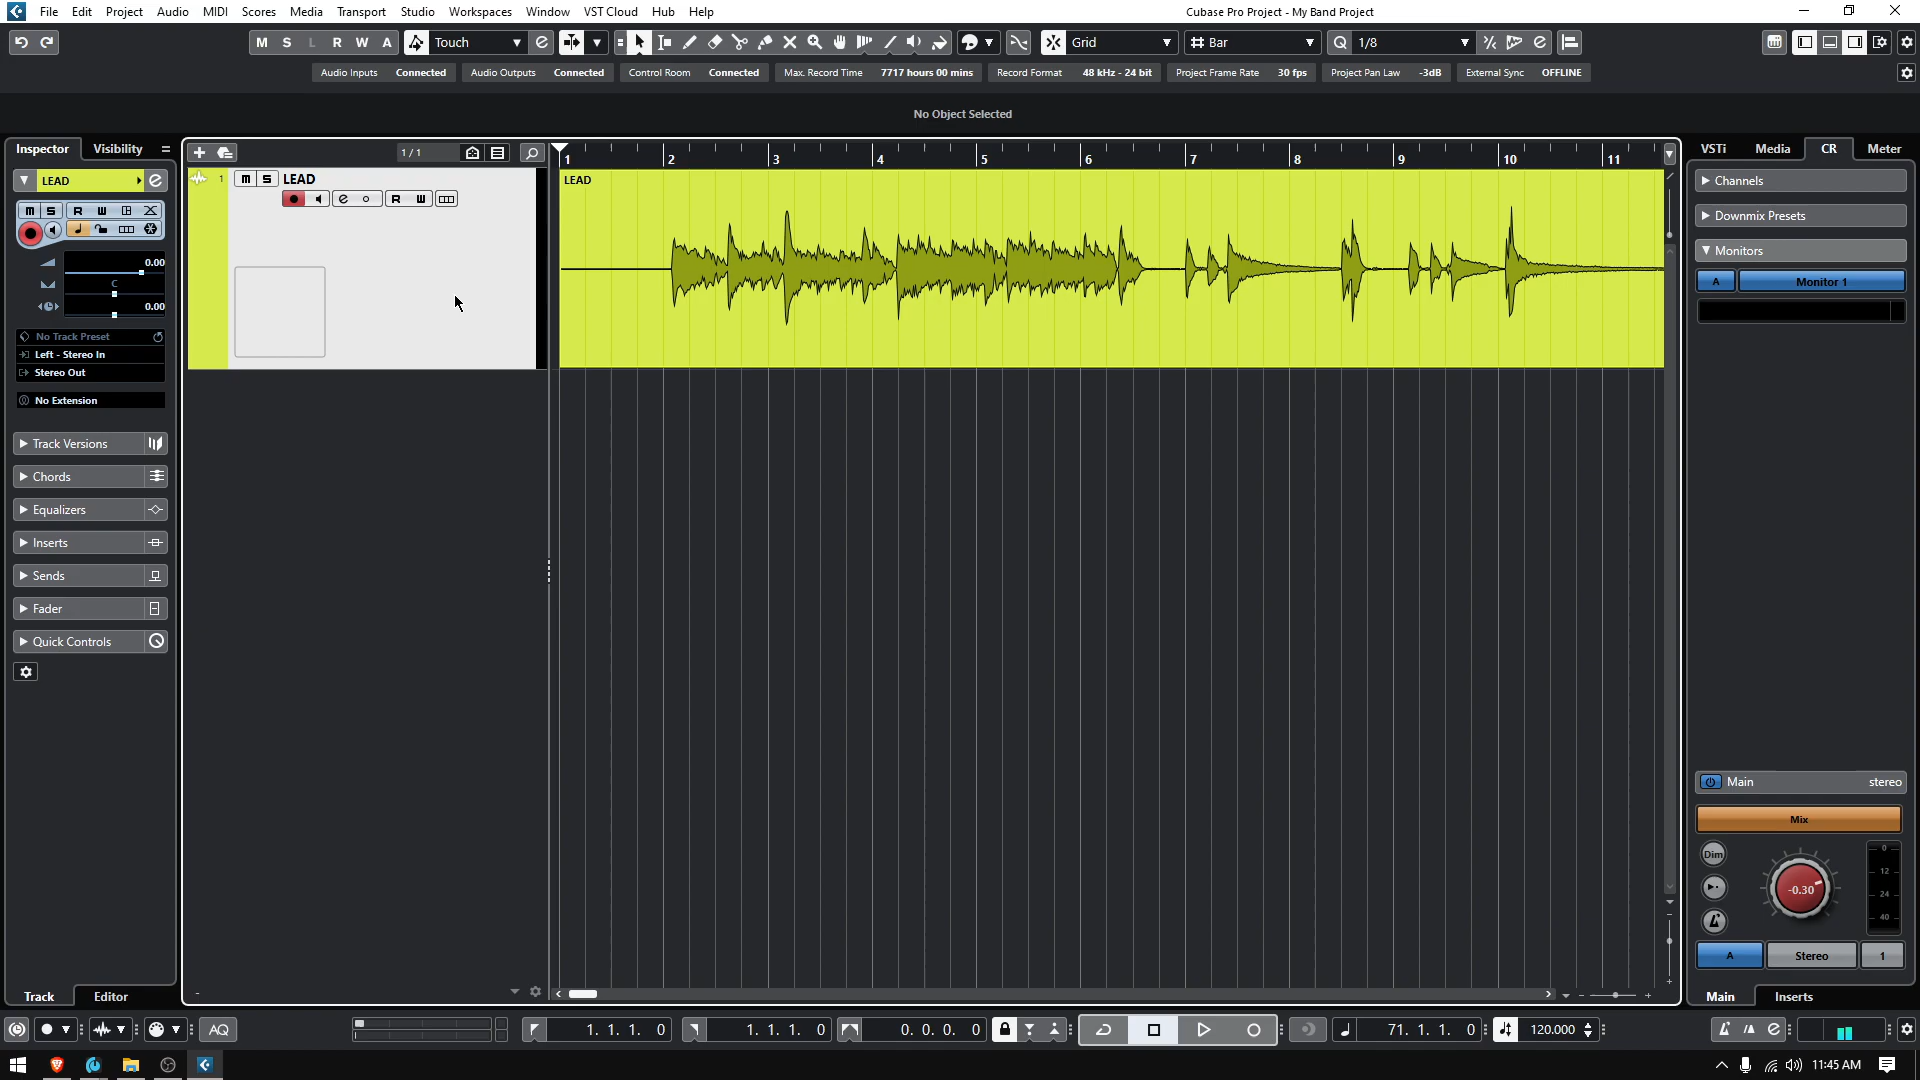 File Edit Project Audio MIDI Scores Media Transport Studio Workspaces Window VST Cloud Hub Help
Cubase Pro Project - My Band Project
M S L R W A Touch
Grid
Bar
Q 1/8
Audio Inputs Connected Audio Outputs Connected Control Room Connected Max. Record Time 7717 hours 00 mins Record Format 48 kHz - 24 bit Project Frame Rate 30 fps Project Pan Law -3dB External Sync OFFLINE
No Object Selected
Inspector Visibility
1 / 1
1 2 3 4 5 6 7 8 9 10 11
VSTi Media CR Meter
LEAD
1 M S LEAD
LEAD
M S R W
R W
0.00
C
0.00
No Track Preset
Left - Stereo In
Stereo Out
No Extension
Track Versions
Chords
Equalizers
Inserts
Sends
Fader
Quick Controls
Channels
Downmix Presets
Monitors
A Monitor 1
Main stereo
Mix
Dim
-0.30
0
12
24
40
A Stereo 1
Track Editor
Main Inserts
AQ
1. 1. 1. 0
1. 1. 1. 0
0. 0. 0. 0
71. 1. 1. 0
120.000
11:45 AM